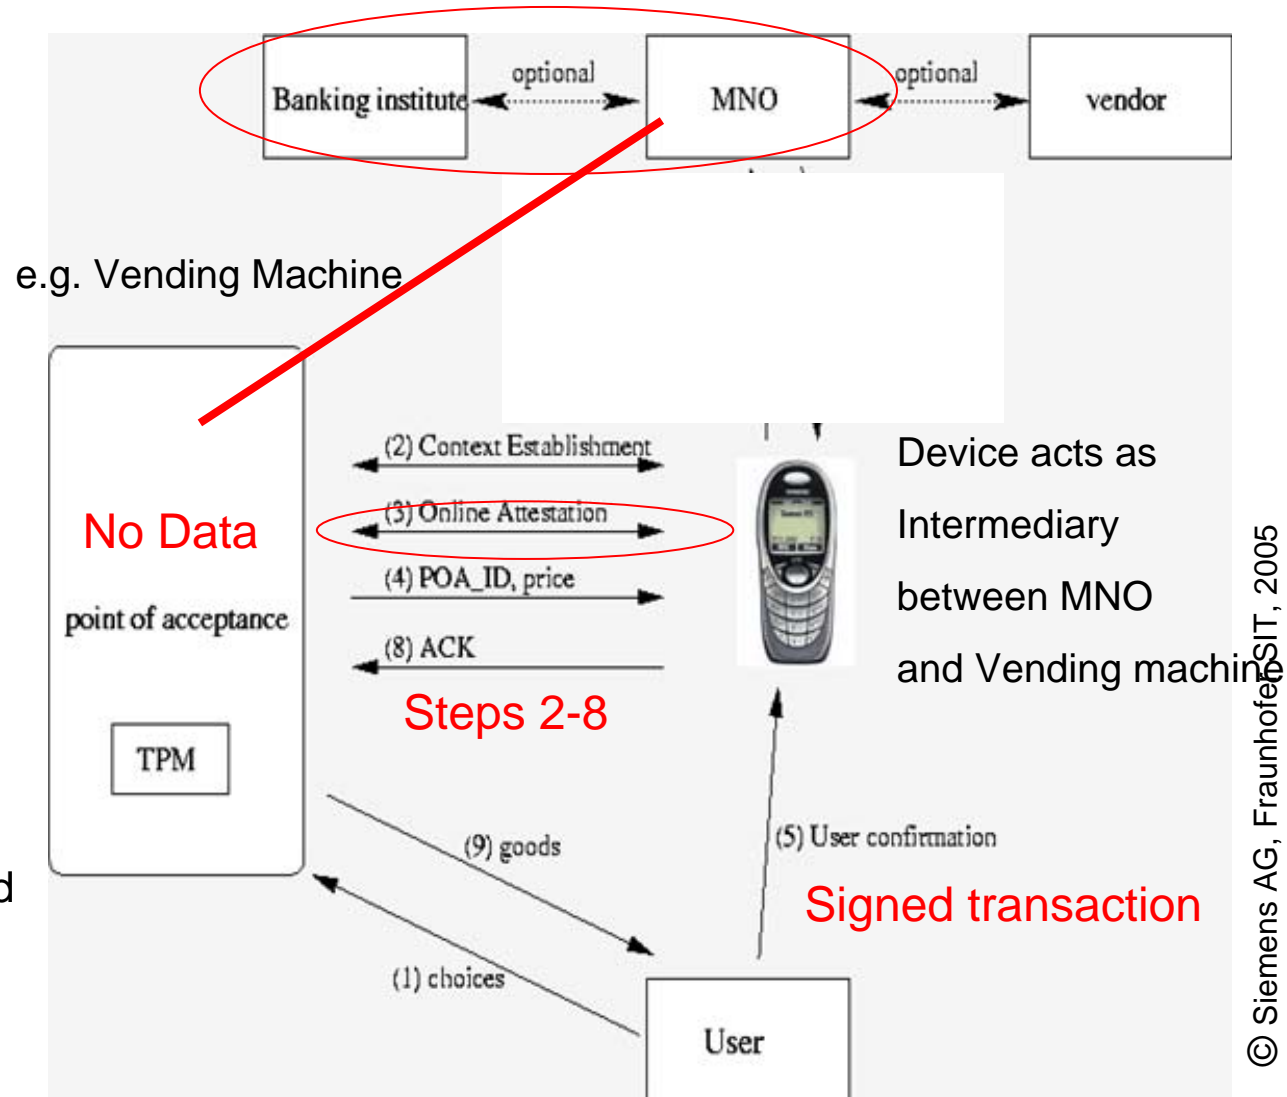 Banking institute
optional
MNO
optional
vendor
e.g. Vending Machine
(2) Context Establishment
(3) Online Attestation
No Data
(4) POA_ID, price
point of acceptance
(8) ACK
Steps 2-8
TPM
Device acts as
Intermediary
between MNO
and Vending machine
(9) goods
(5) User confirmation
Signed transaction
d
(1) choices
User
© Siemens AG, Fraunhofer SIT, 2005